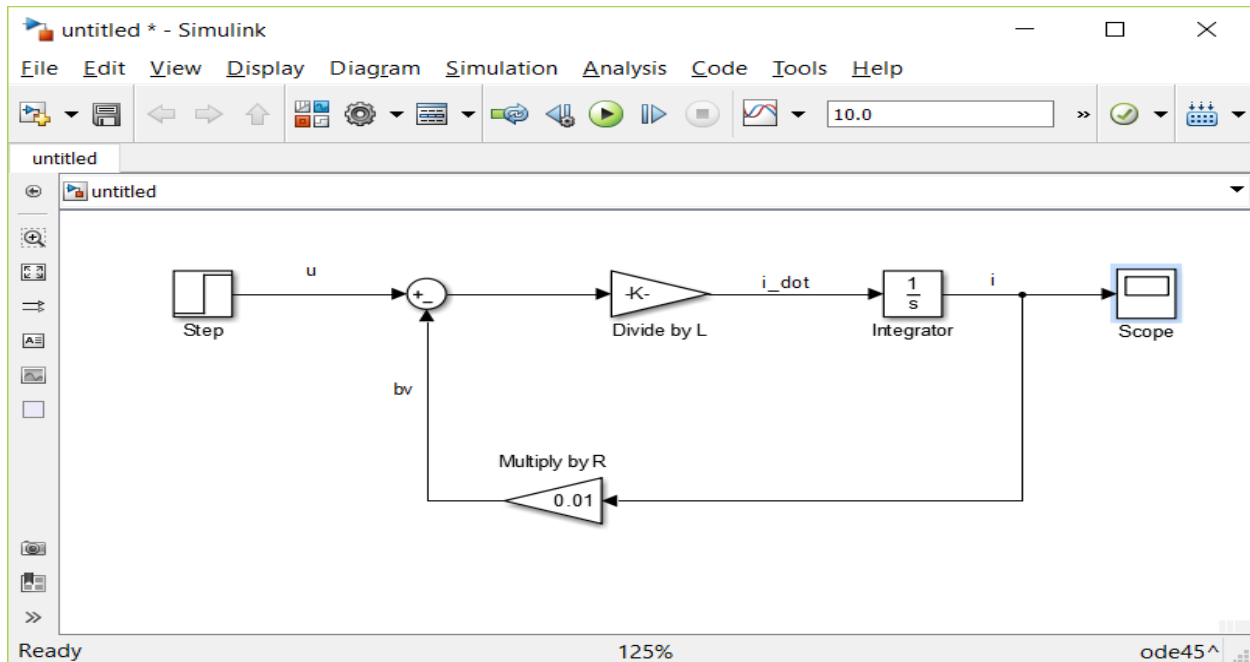 untitled * - Simulink
File Edit View Display Diagram Simulation Analysis Code Tools Help
10.0 »
untitled
untitled
u
+
-
-K-
i_dot
1
s
i
Step
Divide by L
Integrator
Scope
bv
Multiply by R
0.01
Ready 125% ode45^